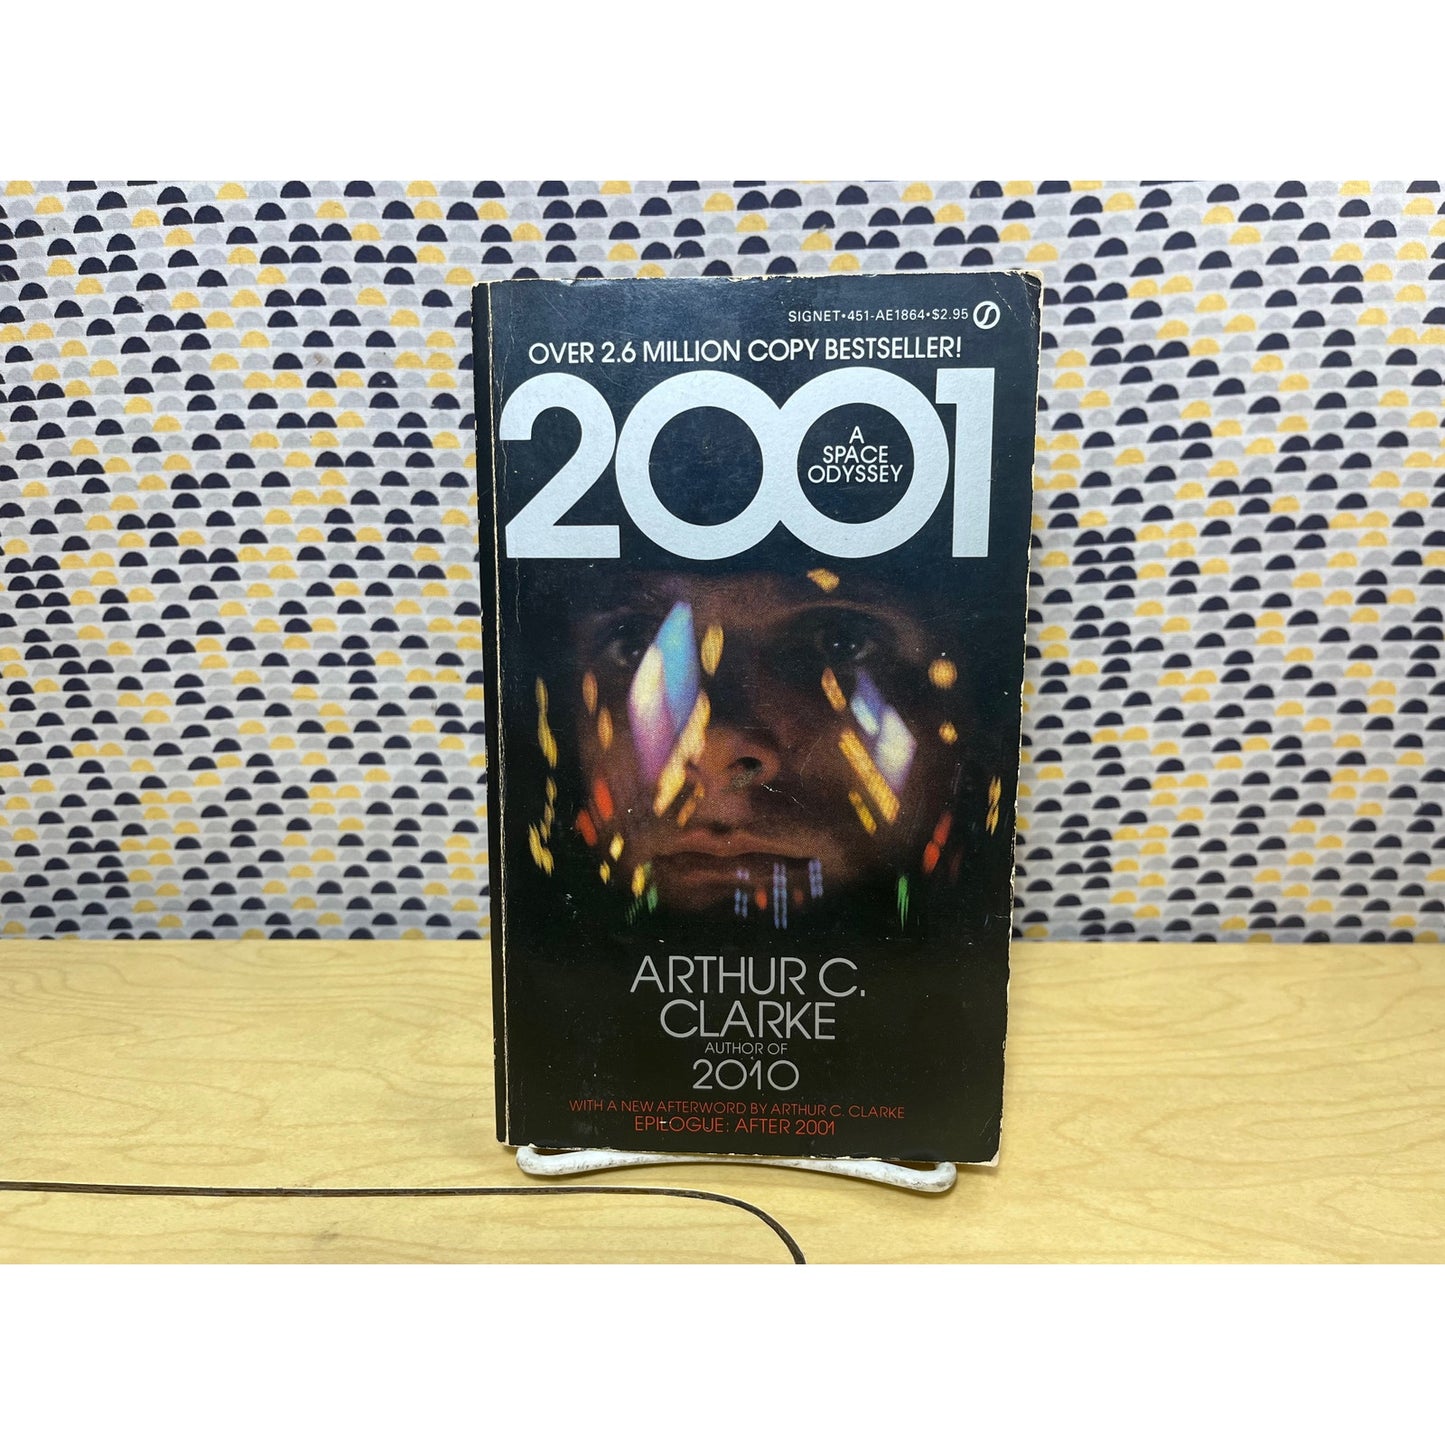 SIGNET•451-AE1864•$2.95
OVER 2.6 MILLION COPY BESTSELLER!
2001
A
SPACE
ODYSSEY
ARTHUR C.
CLARKE
AUTHOR OF
2010
WITH A NEW AFTERWORD BY ARTHUR C. CLARKE
EPILOGUE: AFTER 2001